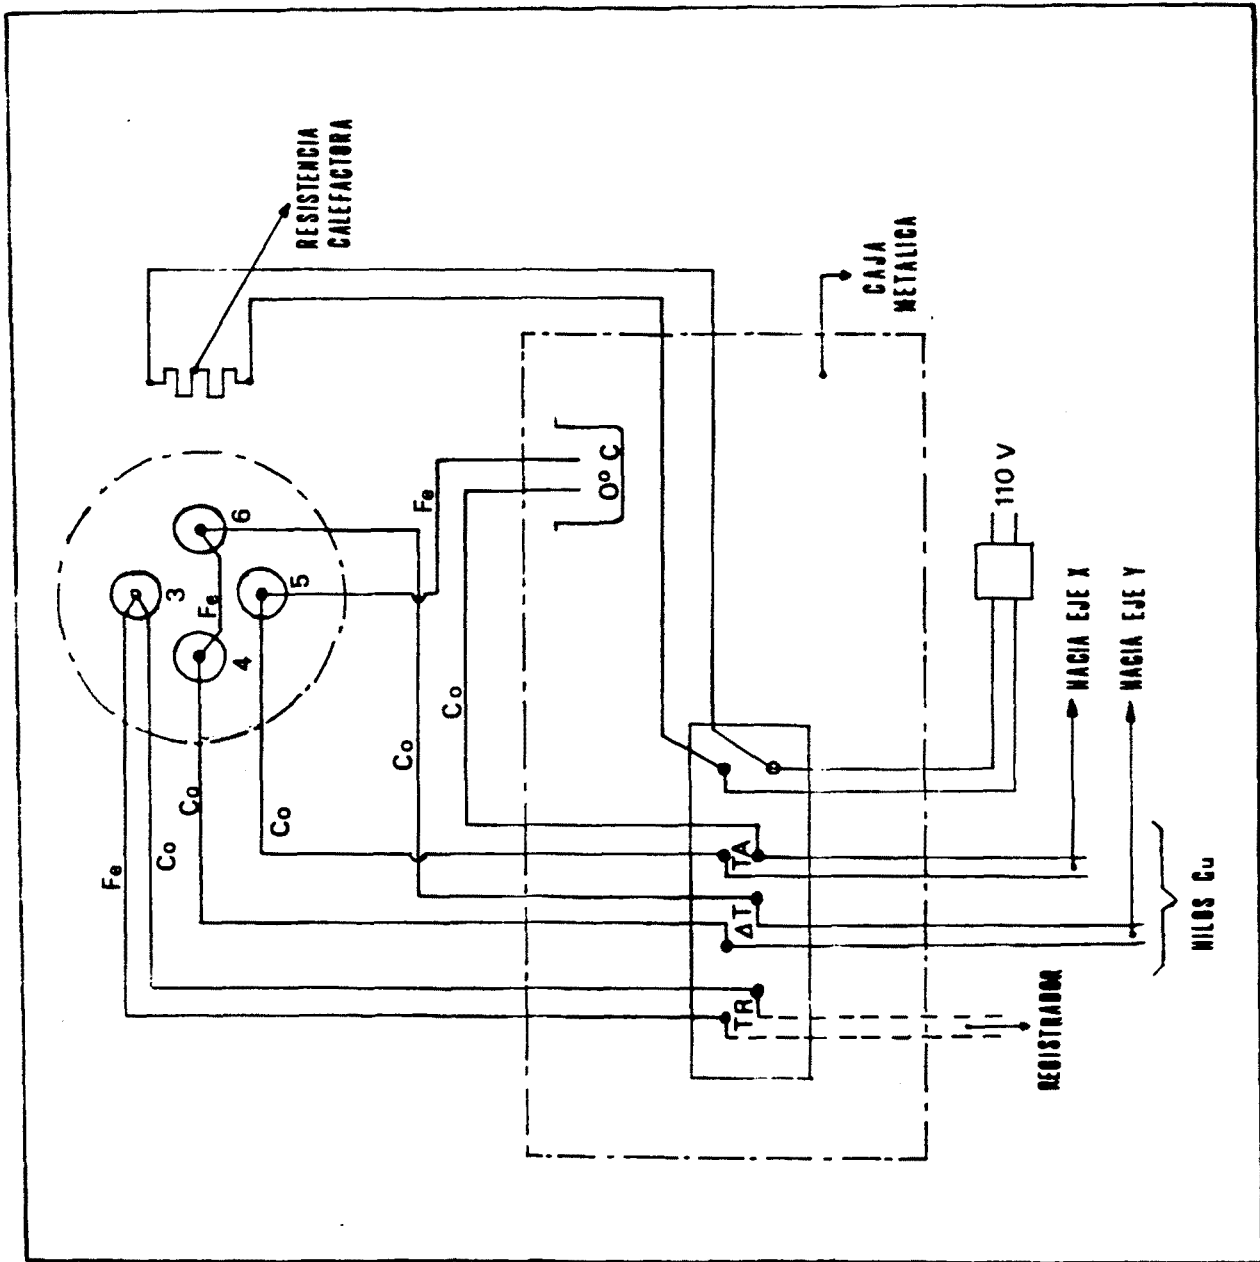 RESISTENCIA
CALEFACTORA
Fe
Co
Co
Co
3
4
5
6
Fe
Co
Co
Fe
0° C
CAJA
METALICA
TR
ΔT
TA
110 V
HACIA EJE X
HACIA EJE Y
HILOS Cu
REGISTRADOR